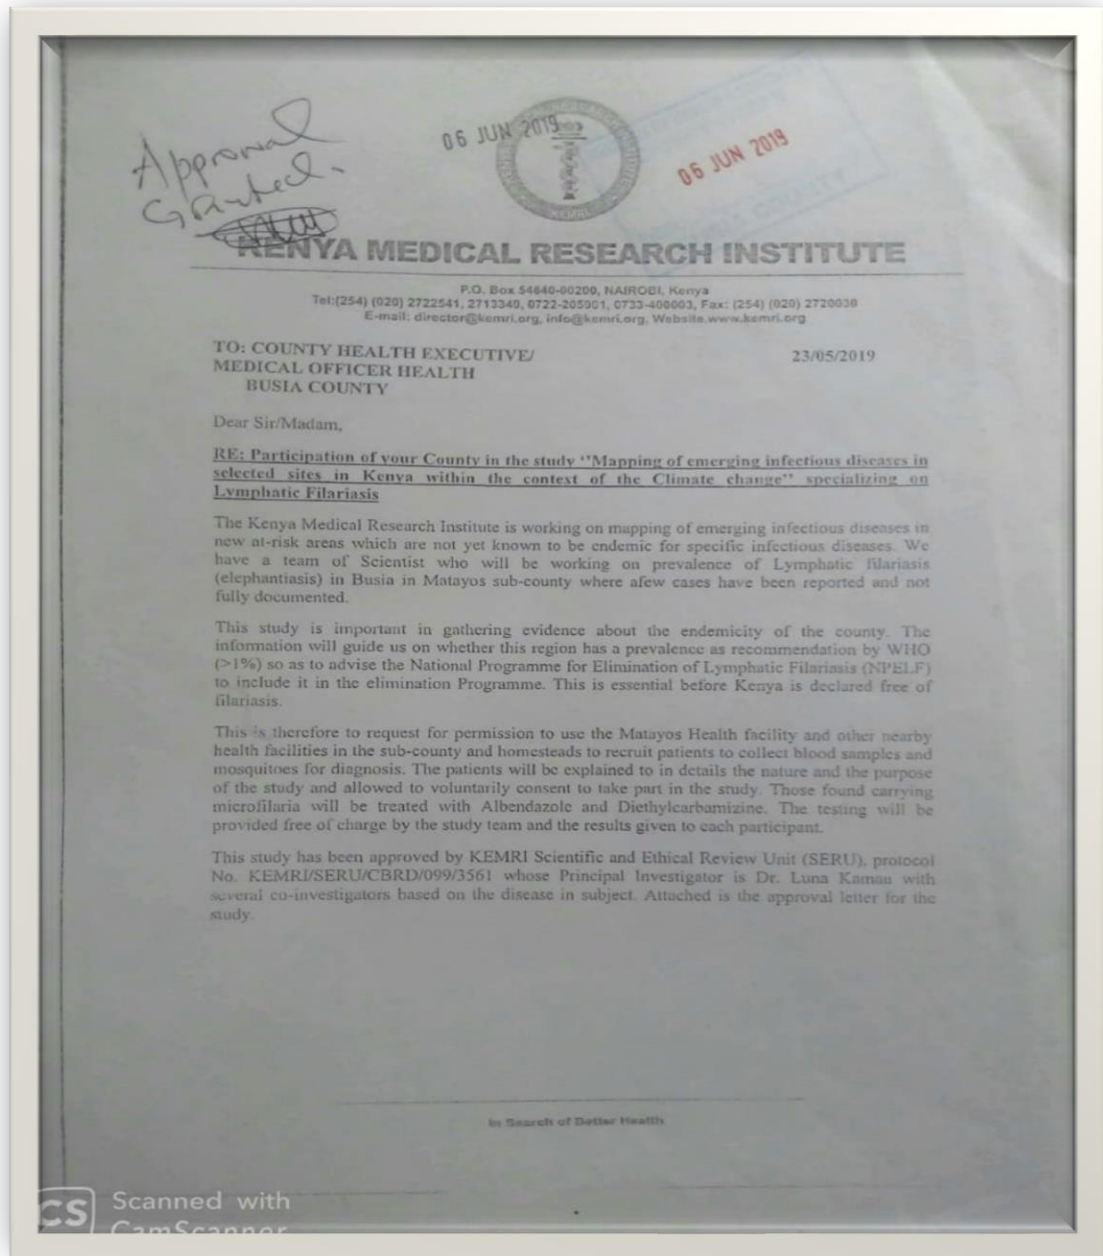 Approval
Granted.
06 JUN 2019
06 JUN 2019
KEMRI
KENYA MEDICAL RESEARCH INSTITUTE
P.O. Box 54840-00200, NAIROBI, Kenya
Tel:(254) (020) 2722541, 2713349, 0722-205901, 0733-400003, Fax: (254) (020) 2720030
E-mail: director@kemri.org, info@kemri.org, Website.www.kemri.org
TO: COUNTY HEALTH EXECUTIVE/ 23/05/2019
MEDICAL OFFICER HEALTH
BUSIA COUNTY
Dear Sir/Madam,
RE: Participation of your County in the study "Mapping of emerging infectious diseases in
selected sites in Kenya within the context of the Climate change" specializing on
Lymphatic Filariasis
The Kenya Medical Research Institute is working on mapping of emerging infectious diseases in
new at-risk areas which are not yet known to be endemic for specific infectious diseases. We
have a team of Scientist who will be working on prevalence of Lymphatic filariasis
(elephantiasis) in Busia in Matayos sub-county where afew cases have been reported and not
fully documented.
This study is important in gathering evidence about the endemicity of the county. The
information will guide us on whether this region has a prevalence as recommendation by WHO
(>1%) so as to advise the National Programme for Elimination of Lymphatic Filariasis (NPELF)
to include it in the elimination Programme. This is essential before Kenya is declared free of
filariasis.
This is therefore to request for permission to use the Matayos Health facility and other nearby
health facilities in the sub-county and homesteads to recruit patients to collect blood samples and
mosquitoes for diagnosis. The patients will be explained to in details the nature and the purpose
of the study and allowed to voluntarily consent to take part in the study. Those found carrying
microfilaria will be treated with Albendazole and Diethylcarbamizine. The testing will be
provided free of charge by the study team and the results given to each participant.
This study has been approved by KEMRI Scientific and Ethical Review Unit (SERU), protocol
No. KEMRI/SERU/CBRD/099/3561 whose Principal Investigator is Dr. Luna Kamau with
several co-investigators based on the disease in subject. Attached is the approval letter for the
study.
In Search of Better Health
CS Scanned with
CamScanner